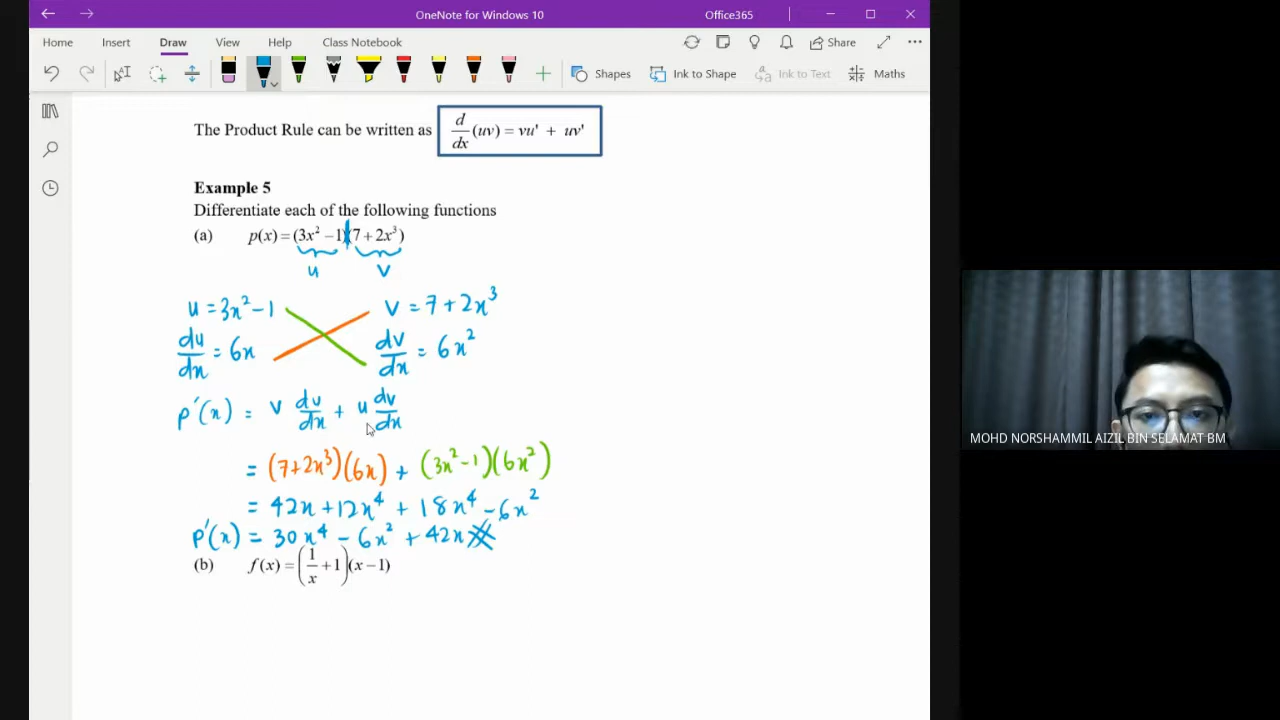 OneNote for Windows 10 Office365
Home Insert Draw View Help Class Notebook Share
Shapes Ink to Shape Ink to Text Maths
The Product Rule can be written as d/dx (uv) = vu' + uv'
Example 5
Differentiate each of the following functions
(a) p(x) = (3x² − 1)(7 + 2x³)
u v
u = 3x² − 1 v = 7 + 2x³
du/dx = 6x dv/dx = 6x²
p'(x) = v du/dx + u dv/dx
= (7+2x³)(6x) + (3x²−1)(6x²)
= 42x + 12x⁴ + 18x⁴ − 6x²
p'(x) = 30x⁴ − 6x² + 42x
(b) f(x) = (1/x + 1)(x − 1)
MOHD NORSHAMMIL AIZIL BIN SELAMAT BM